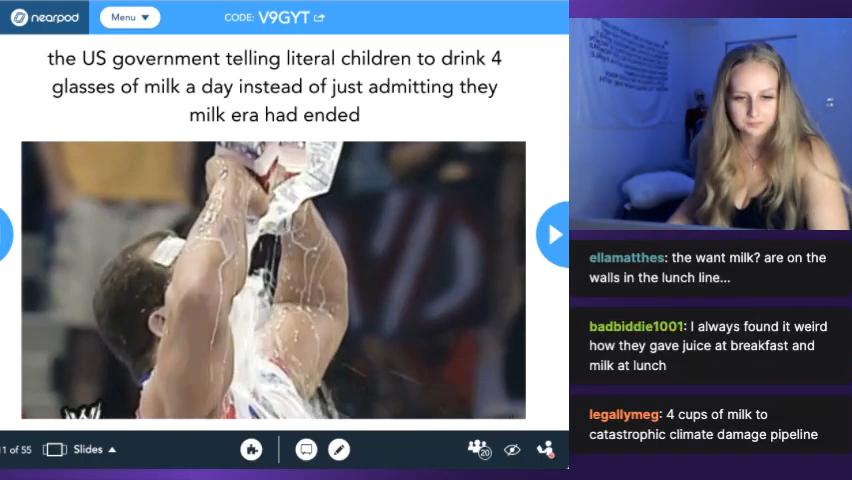 nearpod
Menu
CODE: V9GYT
the US government telling literal children to drink 4
glasses of milk a day instead of just admitting they
milk era had ended
ellamatthes: the want milk? are on the
walls in the lunch line...
badbiddie1001: I always found it weird
how they gave juice at breakfast and
milk at lunch
legallymeg: 4 cups of milk to
catastrophic climate damage pipeline
1 of 55
Slides
20